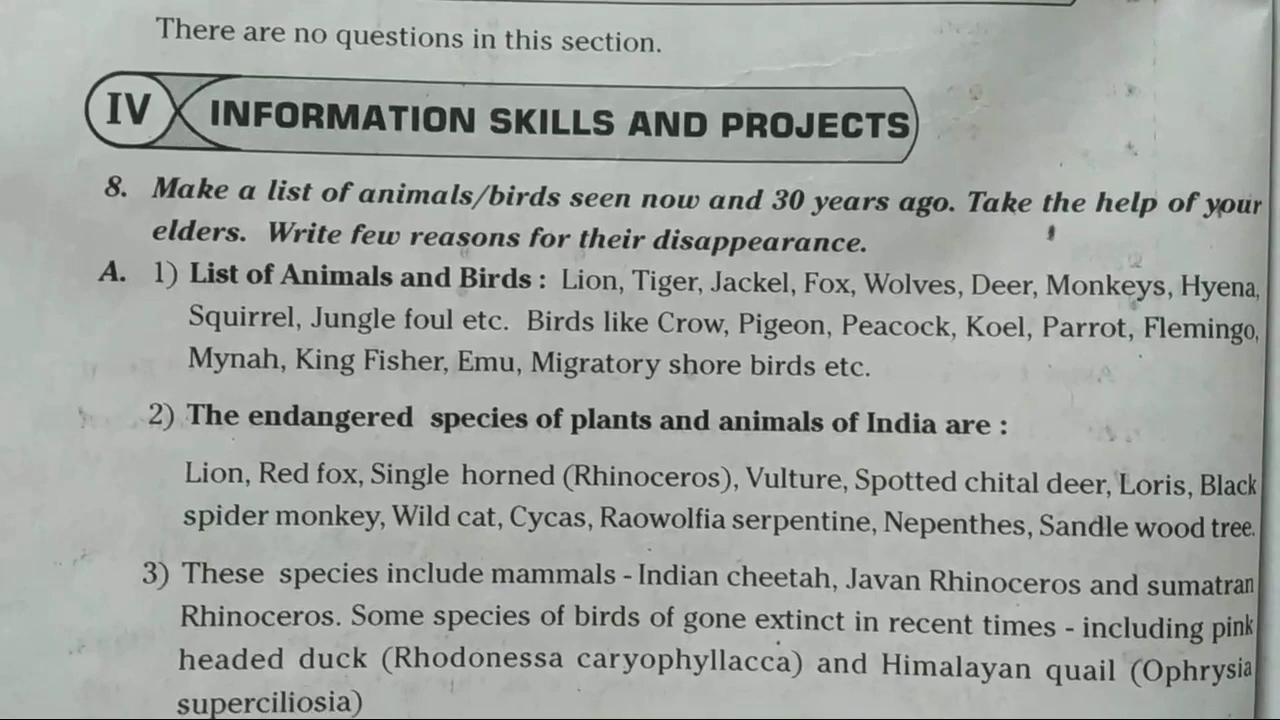 There are no questions in this section.
IV INFORMATION SKILLS AND PROJECTS
8. Make a list of animals/birds seen now and 30 years ago. Take the help of your
elders. Write few reasons for their disappearance.
A. 1) List of Animals and Birds : Lion, Tiger, Jackel, Fox, Wolves, Deer, Monkeys, Hyena,
Squirrel, Jungle foul etc. Birds like Crow, Pigeon, Peacock, Koel, Parrot, Flemingo,
Mynah, King Fisher, Emu, Migratory shore birds etc.
2) The endangered species of plants and animals of India are :
Lion, Red fox, Single horned (Rhinoceros), Vulture, Spotted chital deer, Loris, Black
spider monkey, Wild cat, Cycas, Raowolfia serpentine, Nepenthes, Sandle wood tree.
3) These species include mammals - Indian cheetah, Javan Rhinoceros and sumatran
Rhinoceros. Some species of birds of gone extinct in recent times - including pink
headed duck (Rhodonessa caryophyllacca) and Himalayan quail (Ophrysia
superciliosia)